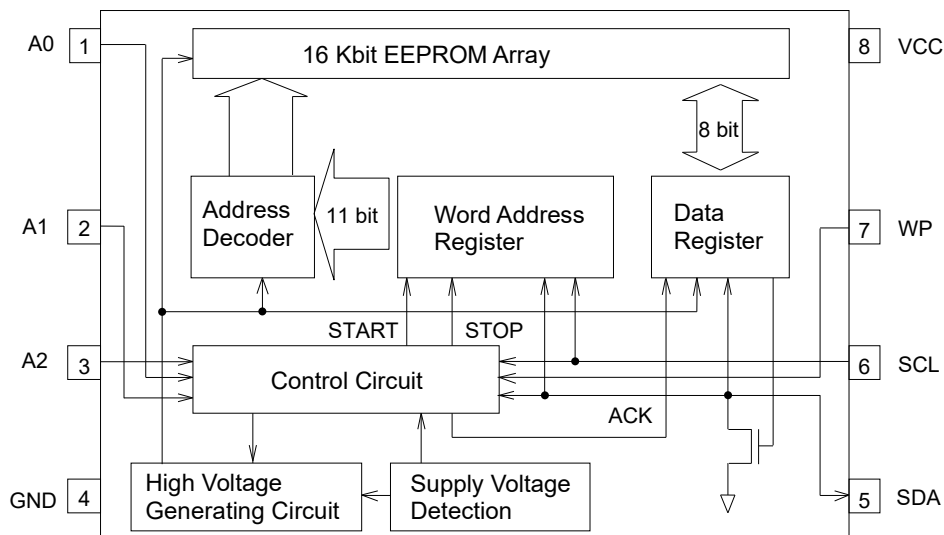 A0
1
16 Kbit EEPROM Array
8
VCC
8 bit
A1
2
Address
Decoder
11 bit
Word Address
Register
Data
Register
7
WP
START
STOP
A2
3
Control Circuit
6
SCL
ACK
GND
4
High Voltage
Generating Circuit
Supply Voltage
Detection
5
SDA